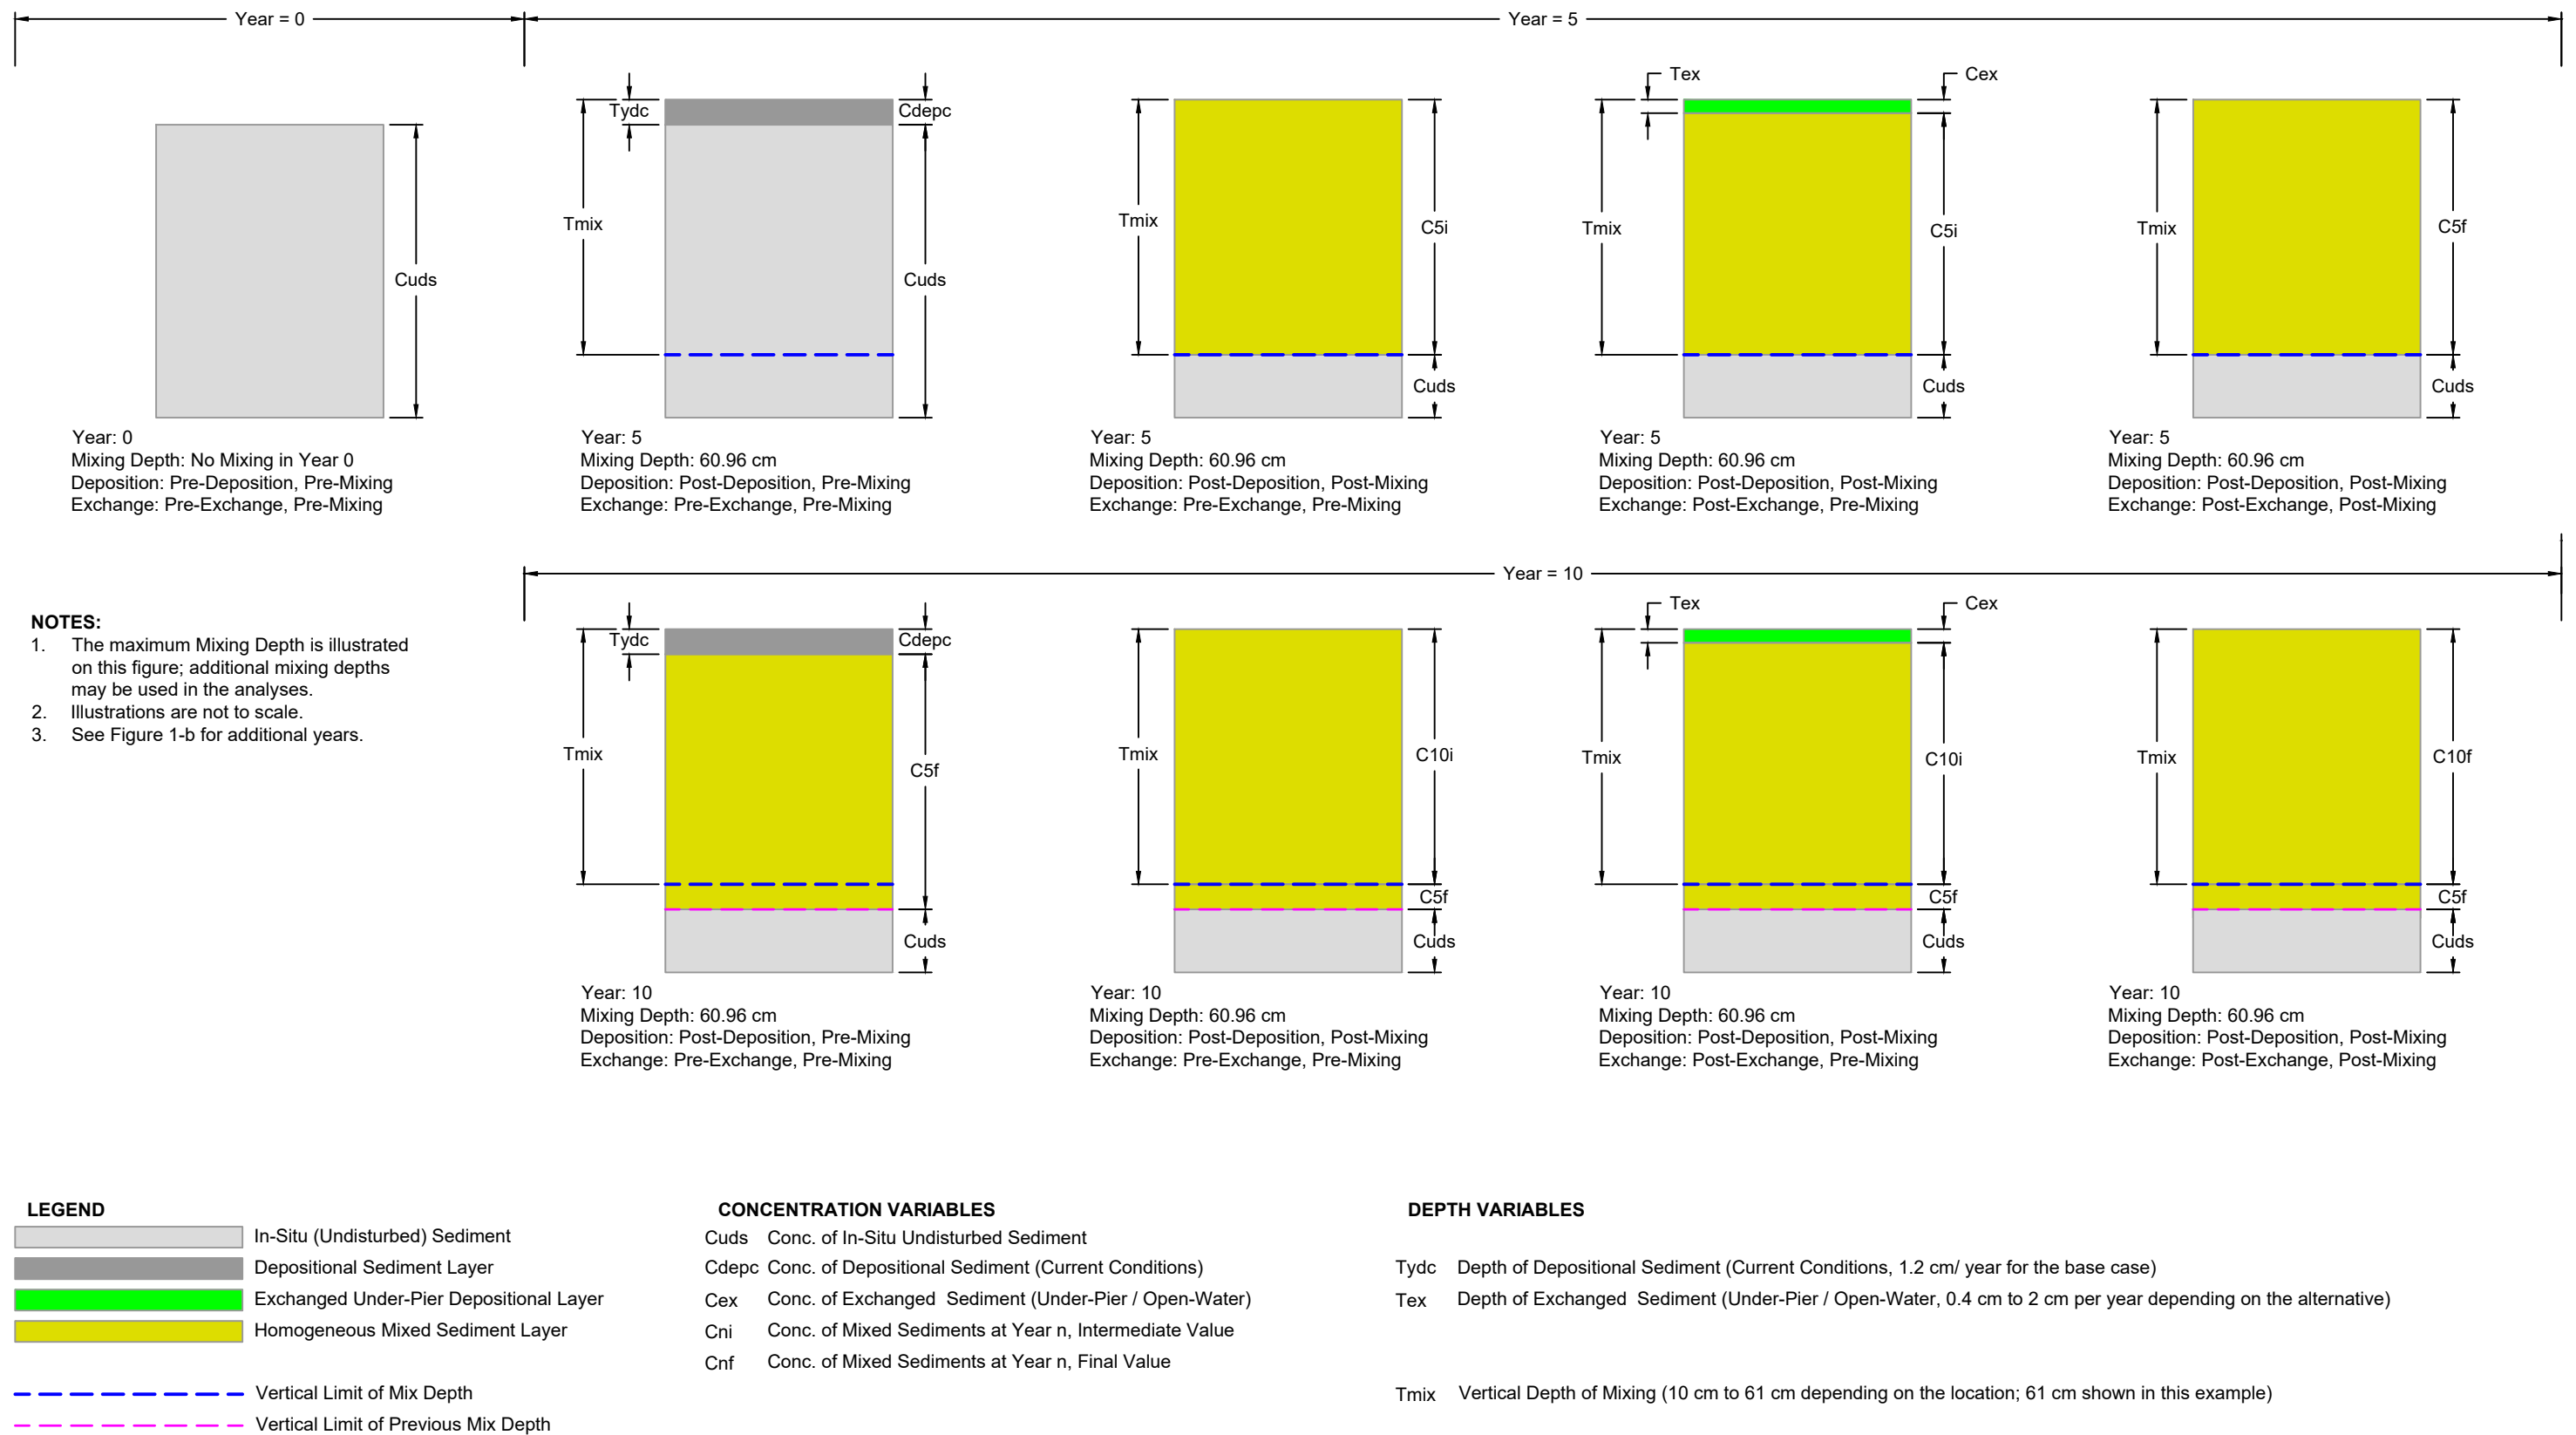 Year = 0
Year = 5
Cuds
Year: 0
Mixing Depth: No Mixing in Year 0
Deposition: Pre-Deposition, Pre-Mixing
Exchange: Pre-Exchange, Pre-Mixing
Tydc
Cdepc
Tmix
Cuds
Year: 5
Mixing Depth: 60.96 cm
Deposition: Post-Deposition, Pre-Mixing
Exchange: Pre-Exchange, Pre-Mixing
Tmix
C5i
Cuds
Year: 5
Mixing Depth: 60.96 cm
Deposition: Post-Deposition, Post-Mixing
Exchange: Pre-Exchange, Pre-Mixing
Tex
Cex
Tmix
C5i
Cuds
Year: 5
Mixing Depth: 60.96 cm
Deposition: Post-Deposition, Post-Mixing
Exchange: Post-Exchange, Pre-Mixing
Tmix
C5f
Cuds
Year: 5
Mixing Depth: 60.96 cm
Deposition: Post-Deposition, Post-Mixing
Exchange: Post-Exchange, Post-Mixing
Year = 10
NOTES:
1. The maximum Mixing Depth is illustrated
on this figure; additional mixing depths
may be used in the analyses.
2. Illustrations are not to scale.
3. See Figure 1-b for additional years.
Tydc
Cdepc
Tmix
C5f
Cuds
Year: 10
Mixing Depth: 60.96 cm
Deposition: Post-Deposition, Pre-Mixing
Exchange: Pre-Exchange, Pre-Mixing
Tmix
C10i
C5f
Cuds
Year: 10
Mixing Depth: 60.96 cm
Deposition: Post-Deposition, Post-Mixing
Exchange: Pre-Exchange, Pre-Mixing
Tex
Cex
Tmix
C10i
C5f
Cuds
Year: 10
Mixing Depth: 60.96 cm
Deposition: Post-Deposition, Post-Mixing
Exchange: Post-Exchange, Pre-Mixing
Tmix
C10f
C5f
Cuds
Year: 10
Mixing Depth: 60.96 cm
Deposition: Post-Deposition, Post-Mixing
Exchange: Post-Exchange, Post-Mixing
LEGEND
In-Situ (Undisturbed) Sediment
Depositional Sediment Layer
Exchanged Under-Pier Depositional Layer
Homogeneous Mixed Sediment Layer
Vertical Limit of Mix Depth
Vertical Limit of Previous Mix Depth
CONCENTRATION VARIABLES
Cuds Conc. of In-Situ Undisturbed Sediment
Cdepc Conc. of Depositional Sediment (Current Conditions)
Cex Conc. of Exchanged Sediment (Under-Pier / Open-Water)
Cni Conc. of Mixed Sediments at Year n, Intermediate Value
Cnf Conc. of Mixed Sediments at Year n, Final Value
DEPTH VARIABLES
Tydc Depth of Depositional Sediment (Current Conditions, 1.2 cm/ year for the base case)
Tex Depth of Exchanged Sediment (Under-Pier / Open-Water, 0.4 cm to 2 cm per year depending on the alternative)
Tmix Vertical Depth of Mixing (10 cm to 61 cm depending on the location; 61 cm shown in this example)